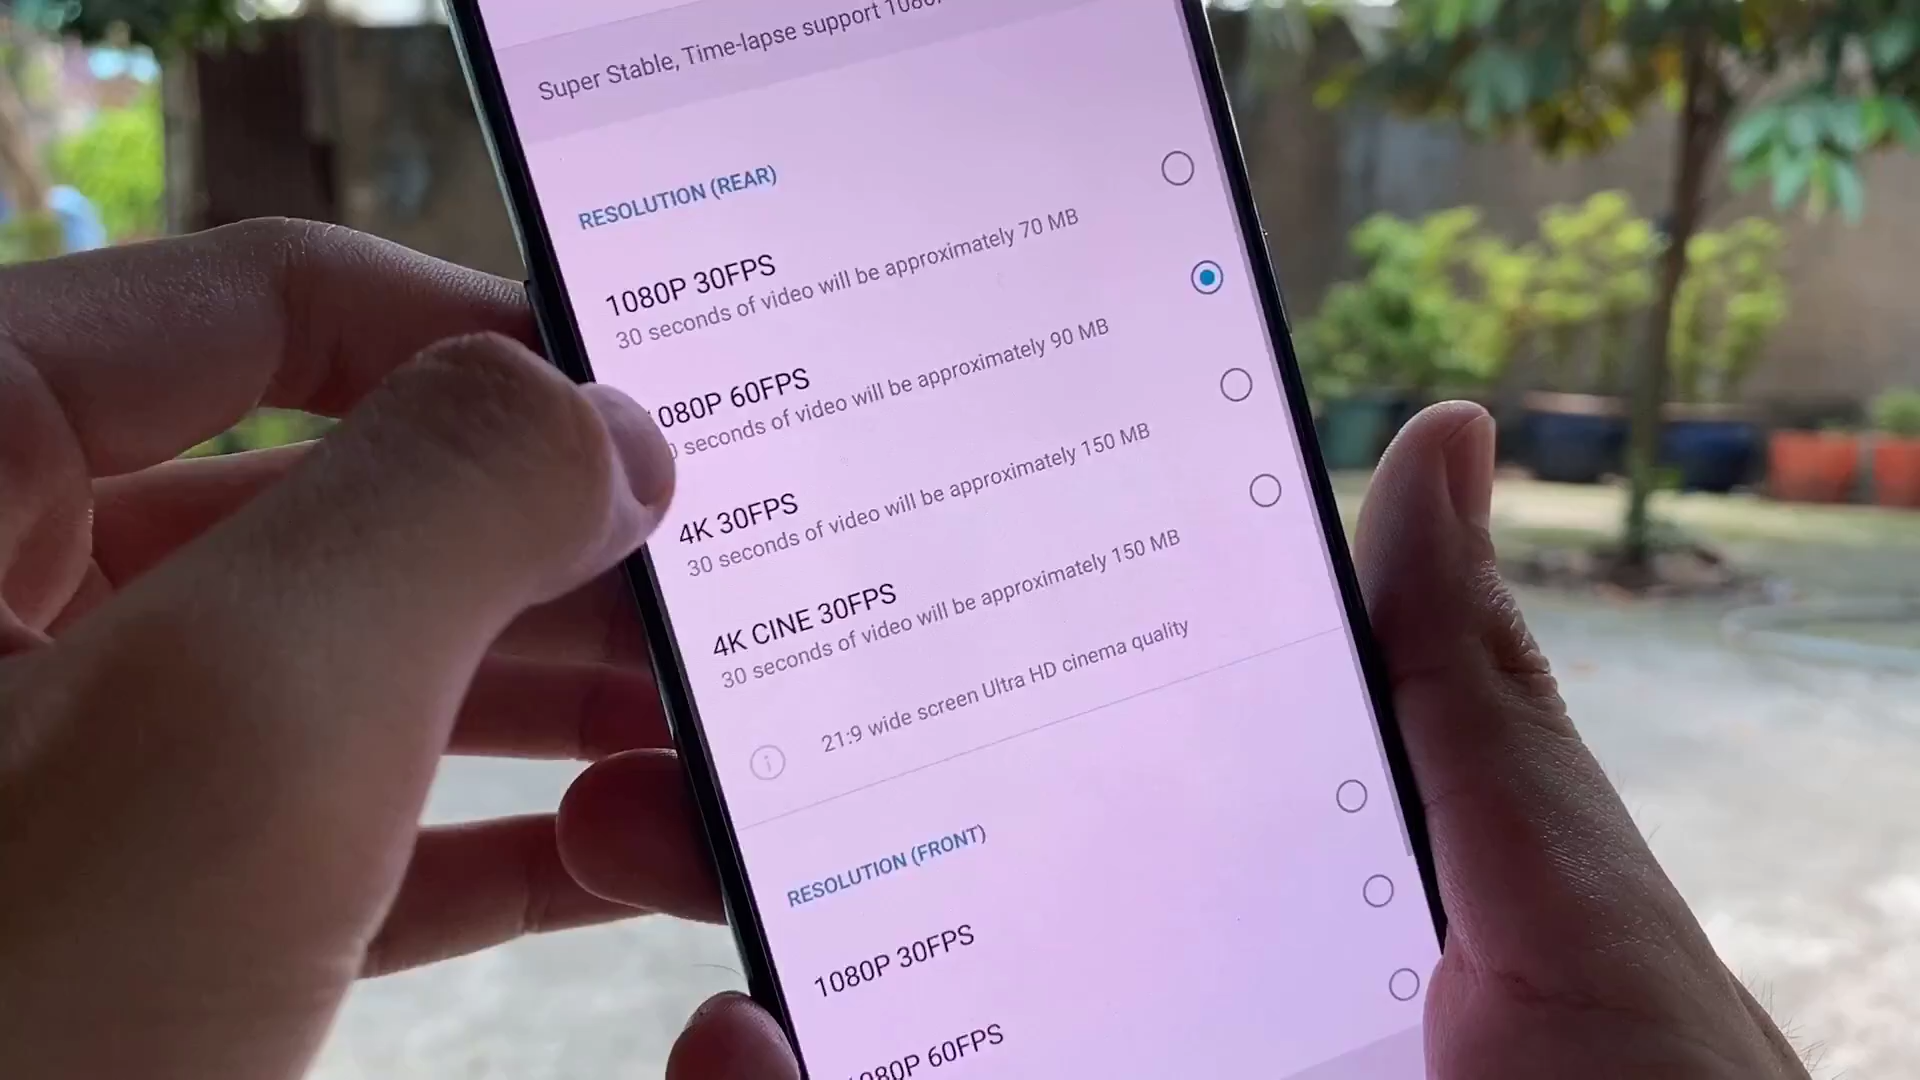 Super Stable, Time-lapse support
RESOLUTION (REAR)
1080P 30FPS
30 seconds of video will be approximately 70 MB
080P 60FPS
seconds of video will be approximately 90 MB
4K 30FPS
30 seconds of video will be approximately 150 MB
4K CINE 30FPS
30 seconds of video will be approximately 150 MB
21:9 wide screen Ultra HD cinema quality
RESOLUTION (FRONT)
1080P 30FPS
080P 60FPS